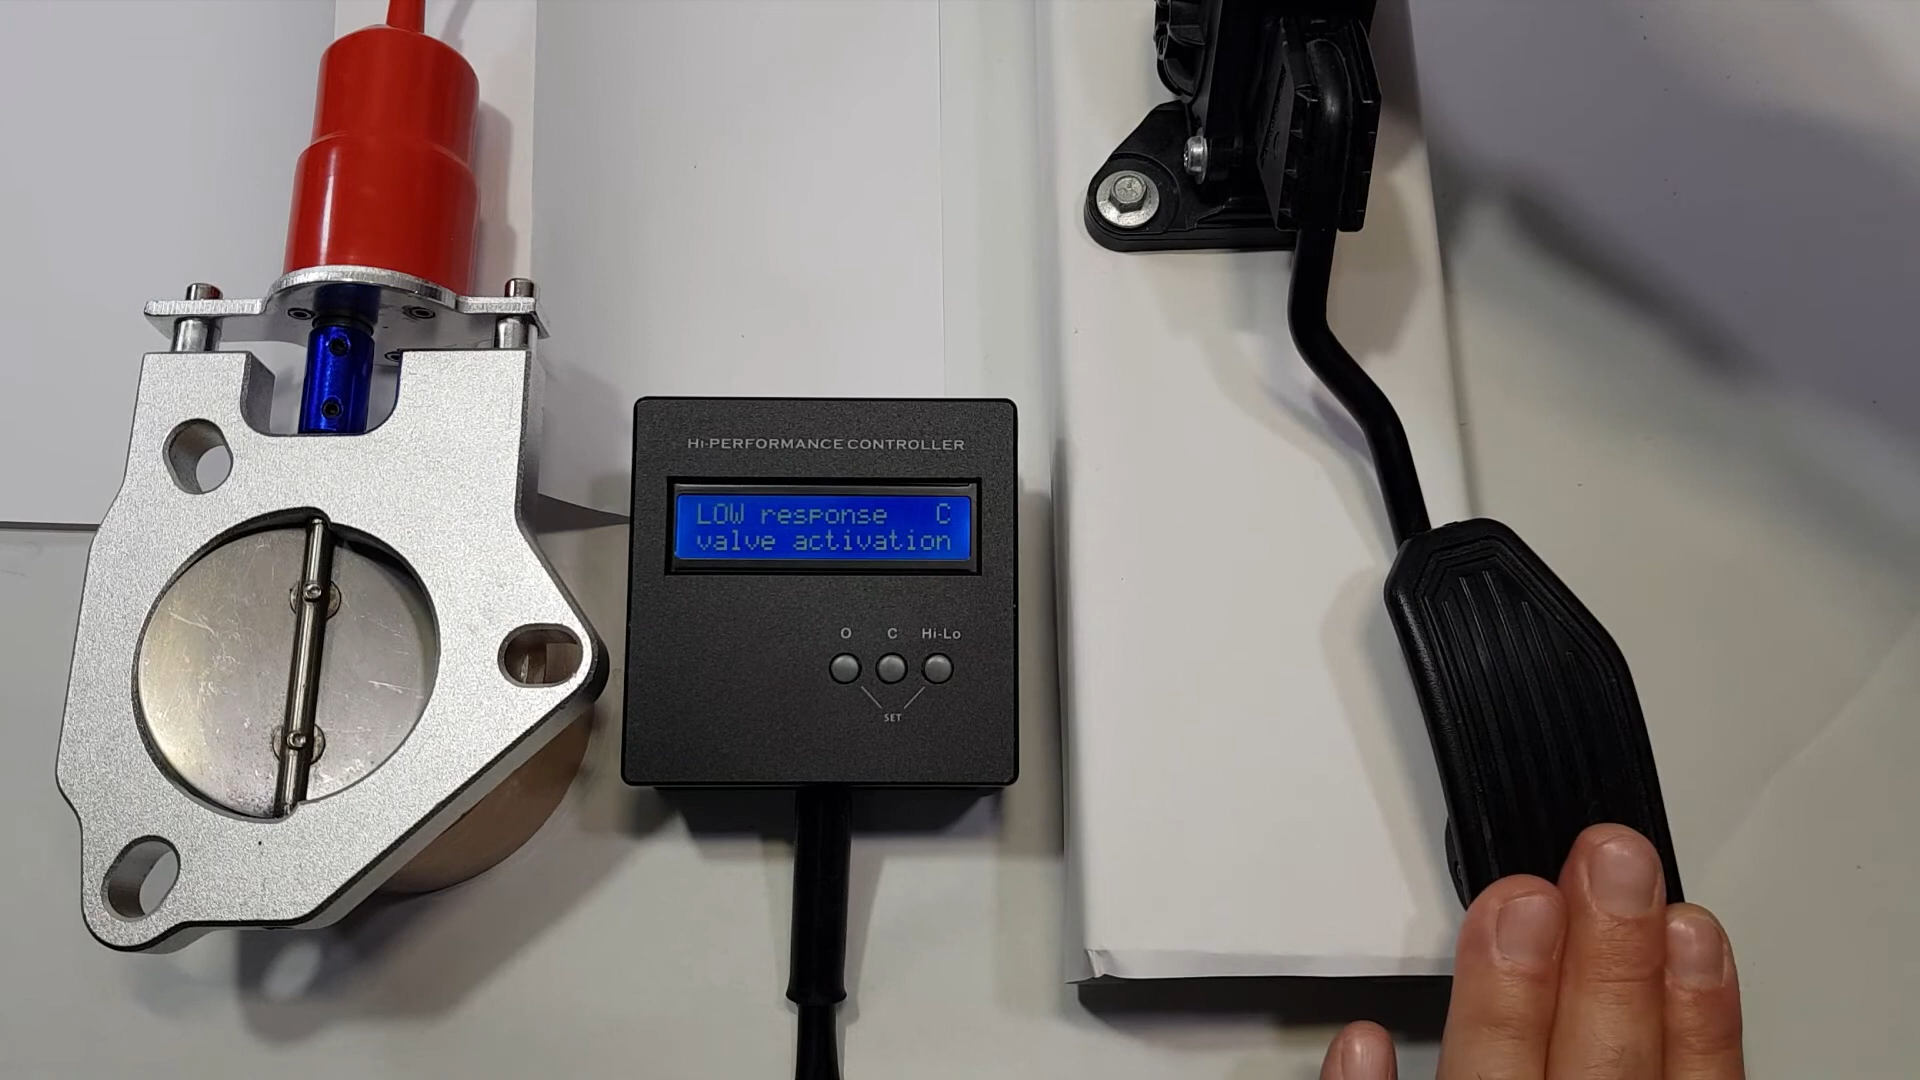 Hi-PERFORMANCE CONTROLLER
LOW response C
valve activation
O C Hi-Lo
SET